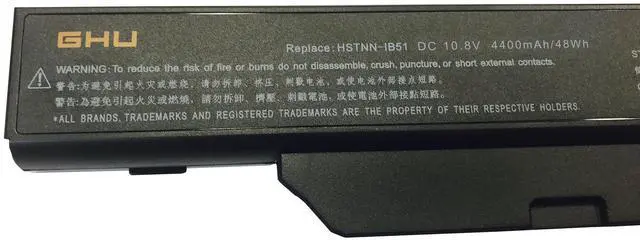 GHU
Replace: HSTNN-IB51 DC 10.8V 4400mAh/48Wh
WARNING: To reduce the risk of fire or burns do not disassemble, crush, puncture, or short external contacts.
警告: 为避免引起火灾或燃烧, 请勿拆卸、挤压、刺戳电池, 或使电池外部接点短路.
警告: 為避免引起火災或燃燒, 請勿拆卸、擠壓、刺戳電池, 或使電池外部接點短路.
*ALL BRANDS, TRADEMARKS AND REGISTERED TRADEMARKS ARE THE PROPERTY OF THEIR RESPECTIVE HOLDERS.